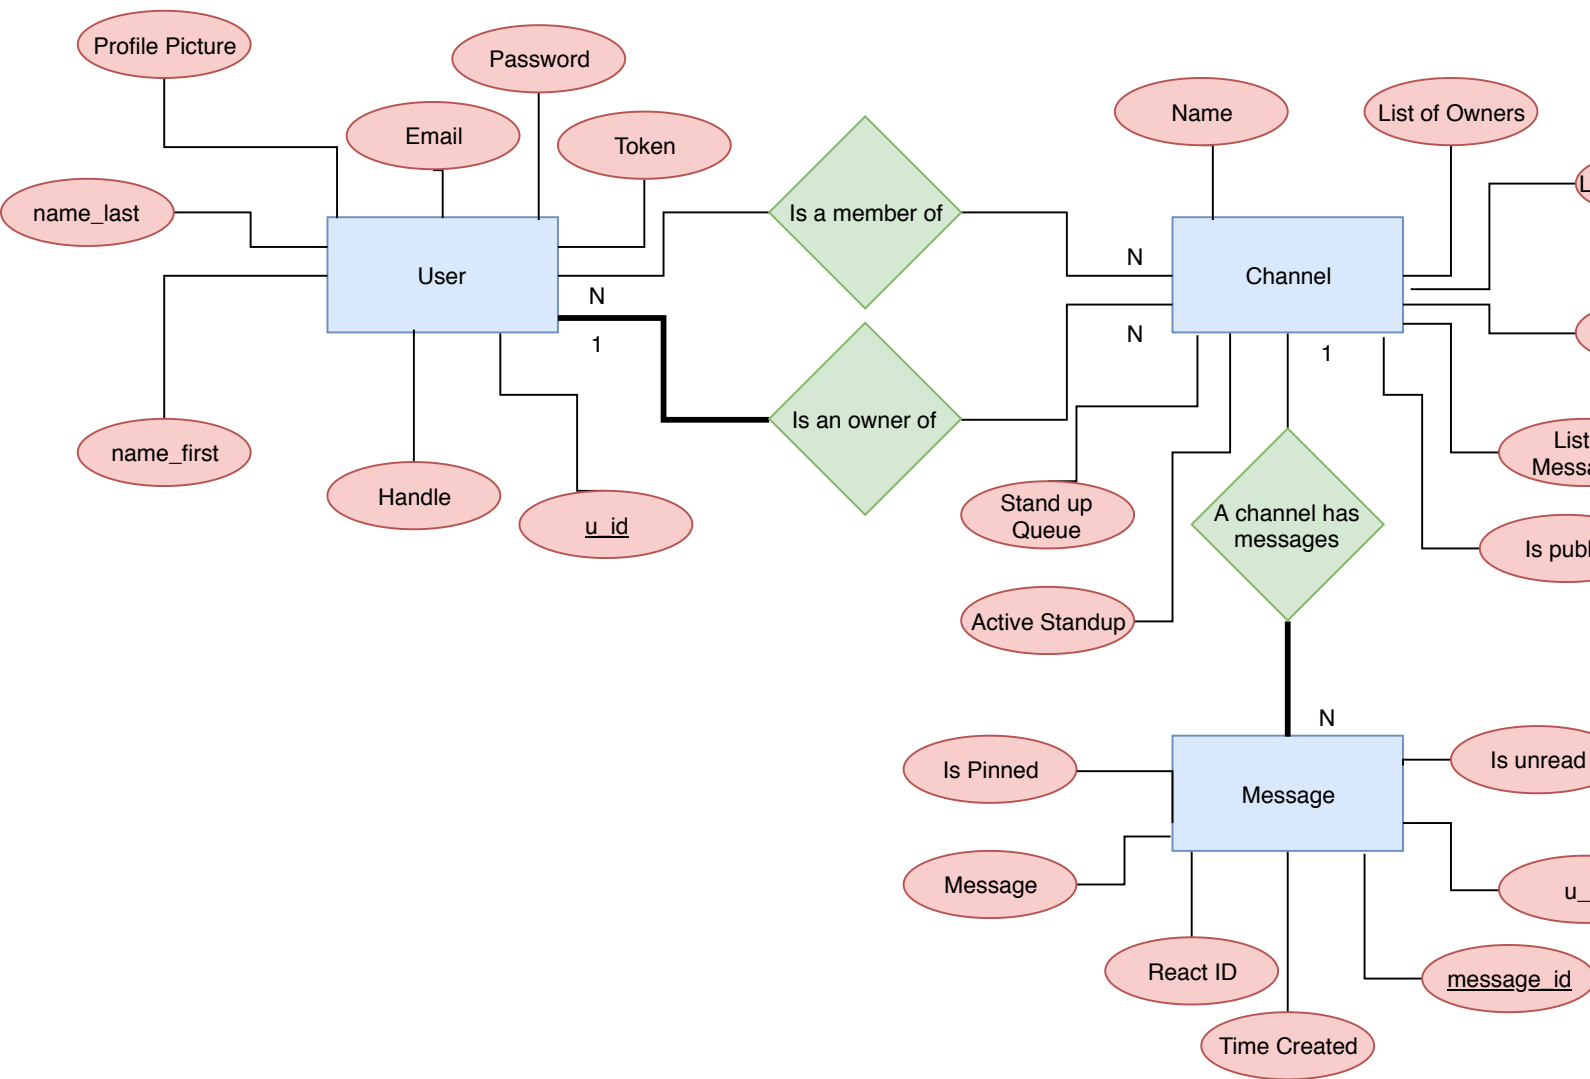 Profile Picture
Password
Email
Token
Name
List of Owners
name_last
Is a member of
User
Channel
N
N
1
N
1
Is an owner of
name_first
Handle
u_id
Stand up
Queue
A channel has
messages
List
Active Standup
N
Is Pinned
Message
Is unread
Message
React ID
message_id
Time Created